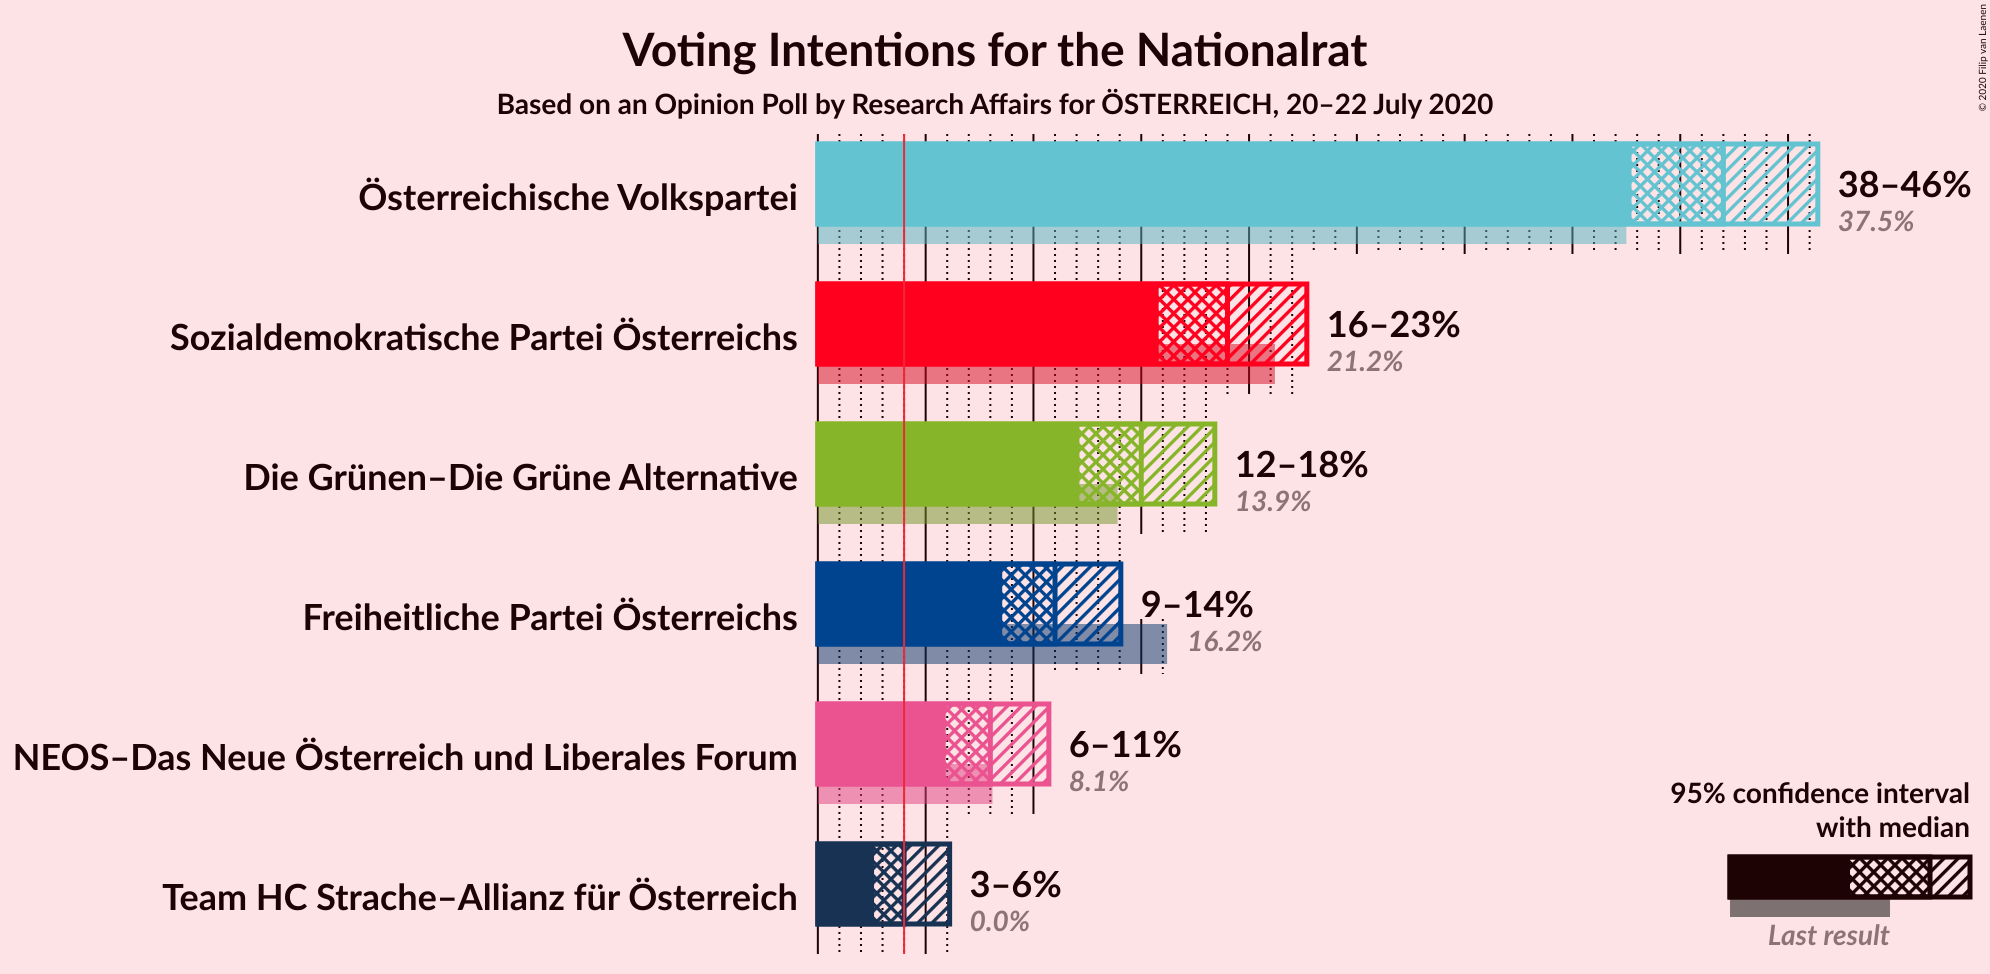 Voting Intentions for the Nationalrat
Based on an Opinion Poll by Research Affairs for ÖSTERREICH, 20–22 July 2020
© 2020 Filip van Laenen
Österreichische Volkspartei
38–46%
37.5%
Sozialdemokratische Partei Österreichs
16–23%
21.2%
Die Grünen–Die Grüne Alternative
12–18%
13.9%
Freiheitliche Partei Österreichs
9–14%
16.2%
NEOS–Das Neue Österreich und Liberales Forum
6–11%
8.1%
Team HC Strache–Allianz für Österreich
3–6%
0.0%
95% confidence interval
with median
Last result